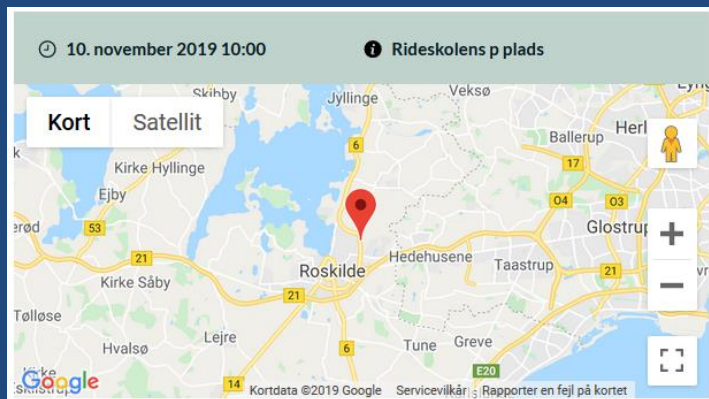 10. november 2019 10:00
Rideskolens p plads
Skibby
Jyllinge
Veksø
Kort
Satellit
6
Ballerup
Herl
17
Kirke Hyllinge
Ejby
04
03
53
Glostrup
21
Hedehusene
Taastrup
Roskilde
21
Kirke Såby
21
Tølløse
Lejre
Hvalsø
6
Tune
Greve
E20
14
Google
Kortdata ©2019 Google
Servicevilkår
Rapporter en fejl på kortet